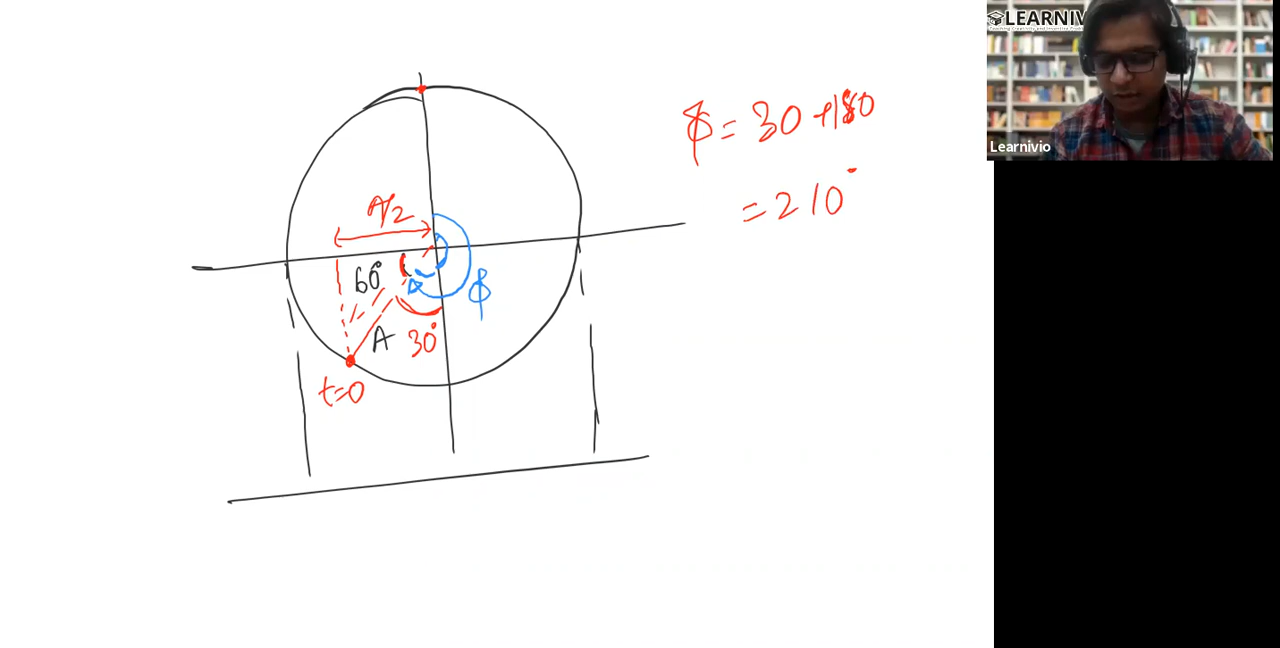 LEARNIV
Learnivio
ϕ = 30 + 180
= 210°
A/2
60°
ϕ
A
30°
t=0